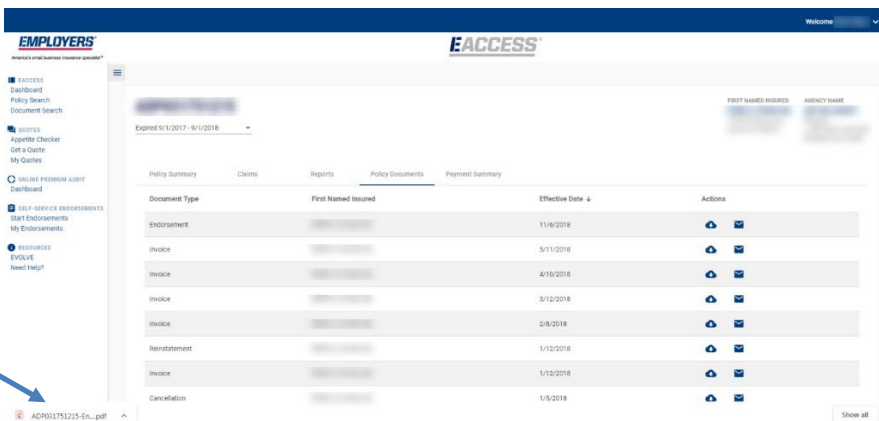 Welcome
EMPLOYERS®
America's small business insurance specialist®
EACCESS®
EACCESS
Dashboard
Policy Search
Document Search
QUOTES
Appetite Checker
Get a Quote
My Quotes
ONLINE PREMIUM AUDIT
Dashboard
SELF-SERVICE ENDORSEMENTS
Start Endorsements
My Endorsements
RESOURCES
EVOLVE
Need Help?
FIRST NAMED INSURED AGENCY NAME
Expired 9/1/2017 - 9/1/2018
Policy Summary Claims Reports Policy Documents Payment Summary
Document Type First Named Insured Effective Date ↓ Actions
Endorsement 11/6/2018
Invoice 5/11/2018
Invoice 4/10/2018
Invoice 3/12/2018
Invoice 2/8/2018
Reinstatement 1/12/2018
Invoice 1/12/2018
Cancellation 1/5/2018
ADP031751215-En....pdf Show all